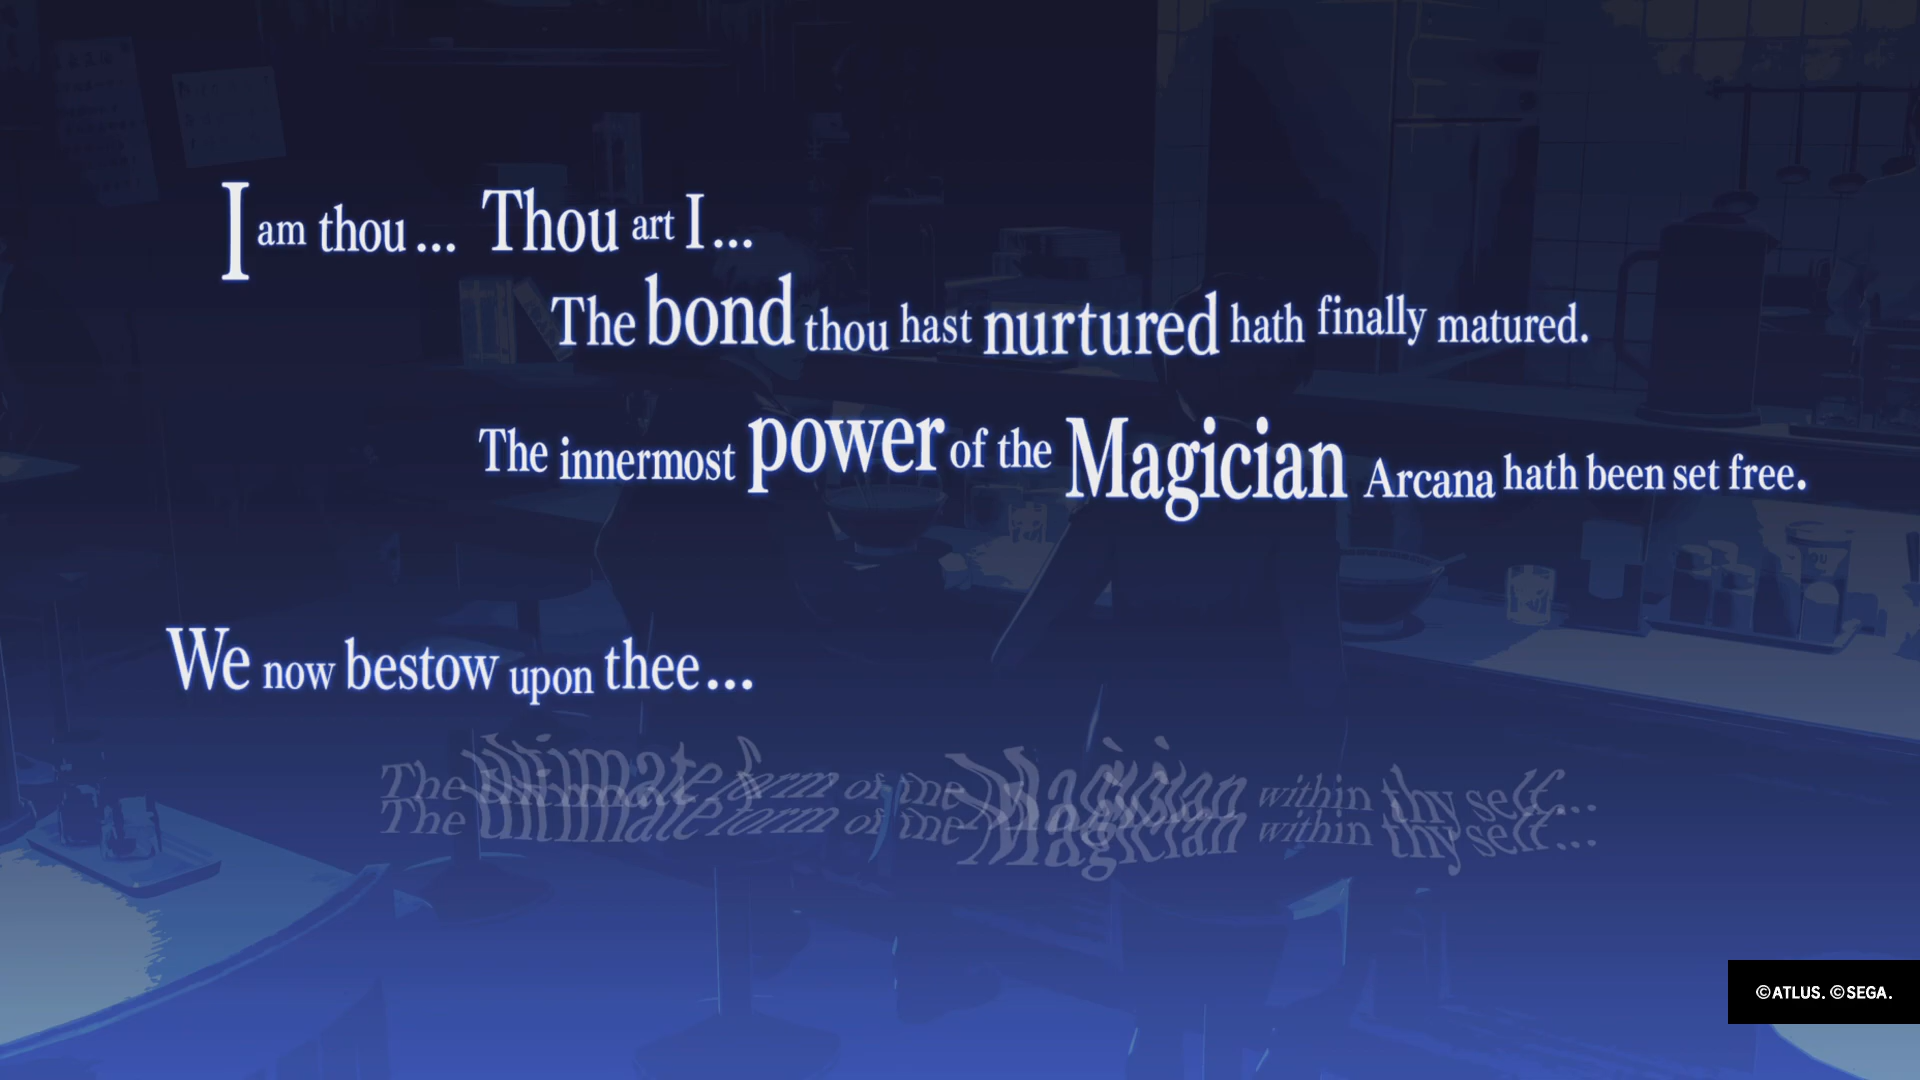 I am thou... Thou art I...
The bond thou hast nurtured hath finally matured.
The innermost power of the Magician Arcana hath been set free.
We now bestow upon thee...
The Ultimate form of the Magician within thy self...
©ATLUS. ©SEGA.